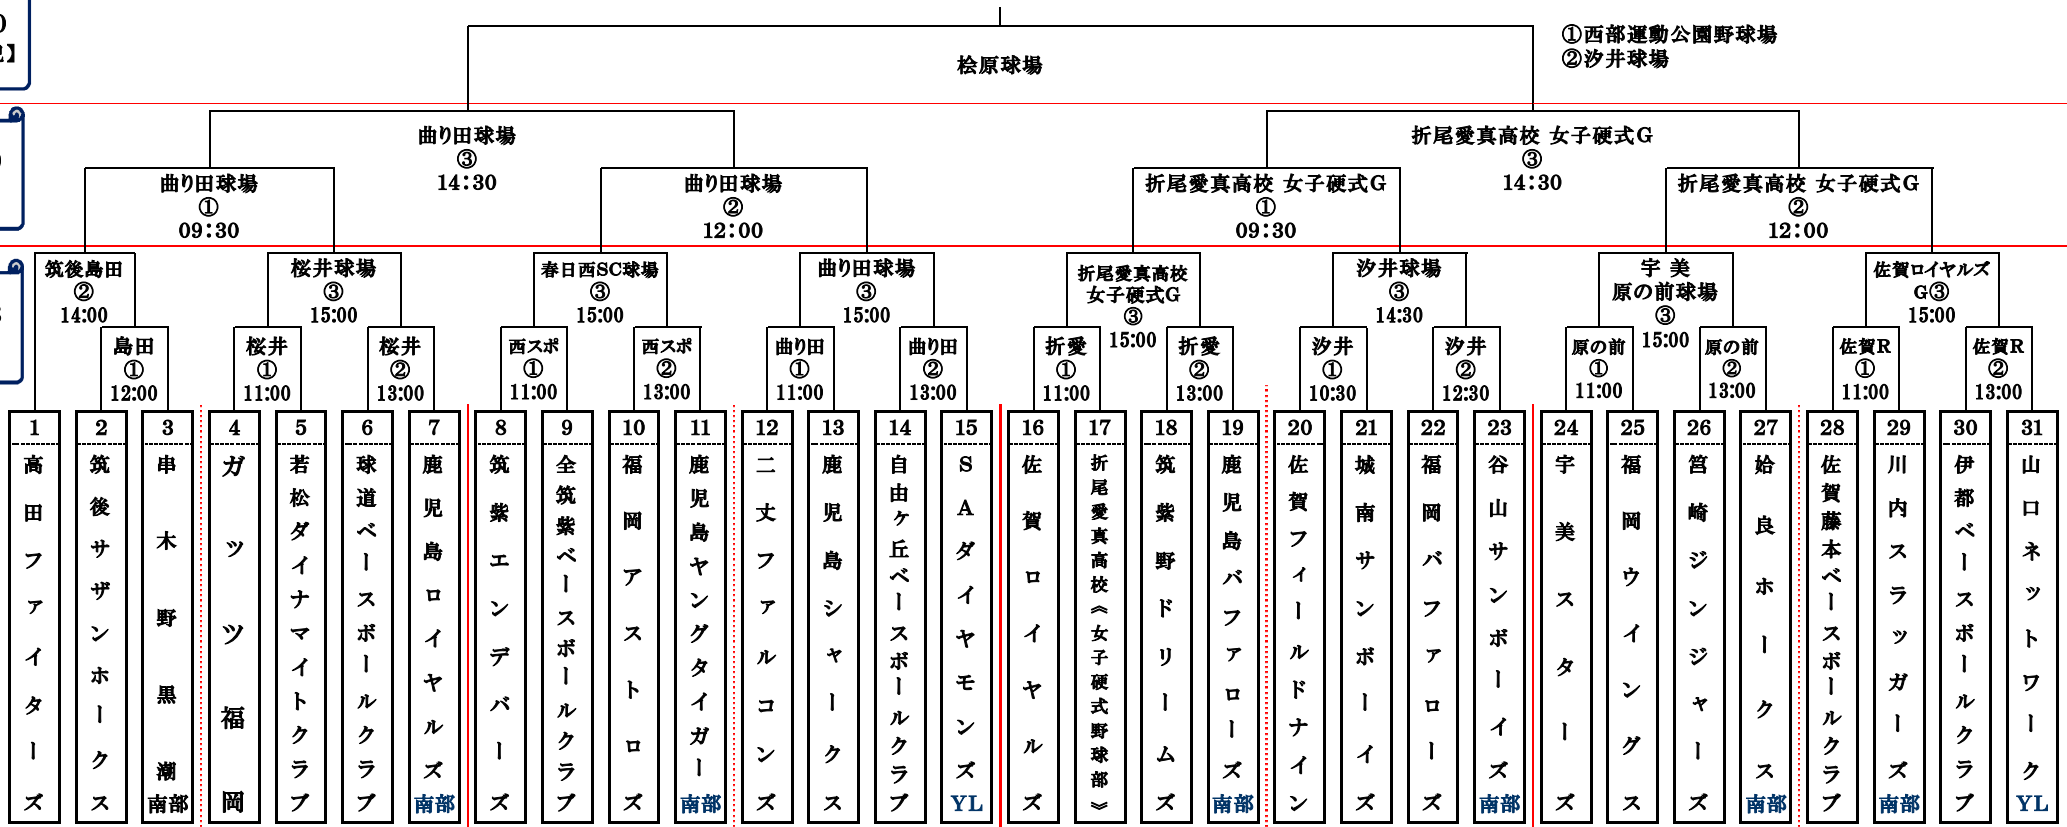 ①西部運動公園野球場
②汐井球場
桧原球場
曲り田球場
③
14:30
折尾愛真高校 女子硬式G
③
14:30
曲り田球場
①
09:30
曲り田球場
②
12:00
折尾愛真高校 女子硬式G
①
09:30
折尾愛真高校 女子硬式G
②
12:00
筑後島田
②
14:00
桜井球場
③
15:00
春日西SC球場
③
15:00
曲り田球場
③
15:00
折尾愛真高校
女子硬式G
③
15:00
汐井球場
③
14:30
宇 美
原の前球場
③
15:00
佐賀ロイヤルズ
G③
15:00
島田
①
12:00
桜井
①
11:00
桜井
②
13:00
西スポ
①
11:00
西スポ
②
13:00
曲り田
①
11:00
曲り田
②
13:00
折愛
①
11:00
折愛
②
13:00
汐井
①
10:30
汐井
②
12:30
原の前
①
11:00
原の前
②
13:00
佐賀R
①
11:00
佐賀R
②
13:00
1
高田ファイターズ
2
筑後サザンホークス
3
串木野黒潮
南部
4
ガッツ福岡
5
若松ダイナマイトクラブ
6
球道ベースボールクラブ
7
鹿児島ロイヤルズ
南部
8
筑紫エンデバーズ
9
全筑紫ベースボールクラブ
10
福岡アストロズ
11
鹿児島ヤングタイガー
南部
12
二丈ファルコンズ
13
鹿児島シャークス
14
自由ヶ丘ベースボールクラブ
15
SAダイヤモンズ
YL
16
佐賀ロイヤルズ
17
折尾愛真高校《女子硬式野球部》
18
筑紫野ドリームズ
19
鹿児島バファローズ
南部
20
佐賀フィールドナイン
21
城南サンボーイズ
22
福岡バファローズ
23
谷山サンボーイズ
南部
24
宇美スターズ
25
福岡ウイングス
26
筥崎ジンジャーズ
27
姶良ホークス
南部
28
佐賀藤本ベースボールクラブ
29
川内スラッガーズ
南部
30
伊都ベースボールクラブ
31
山口ネットワーク
YL